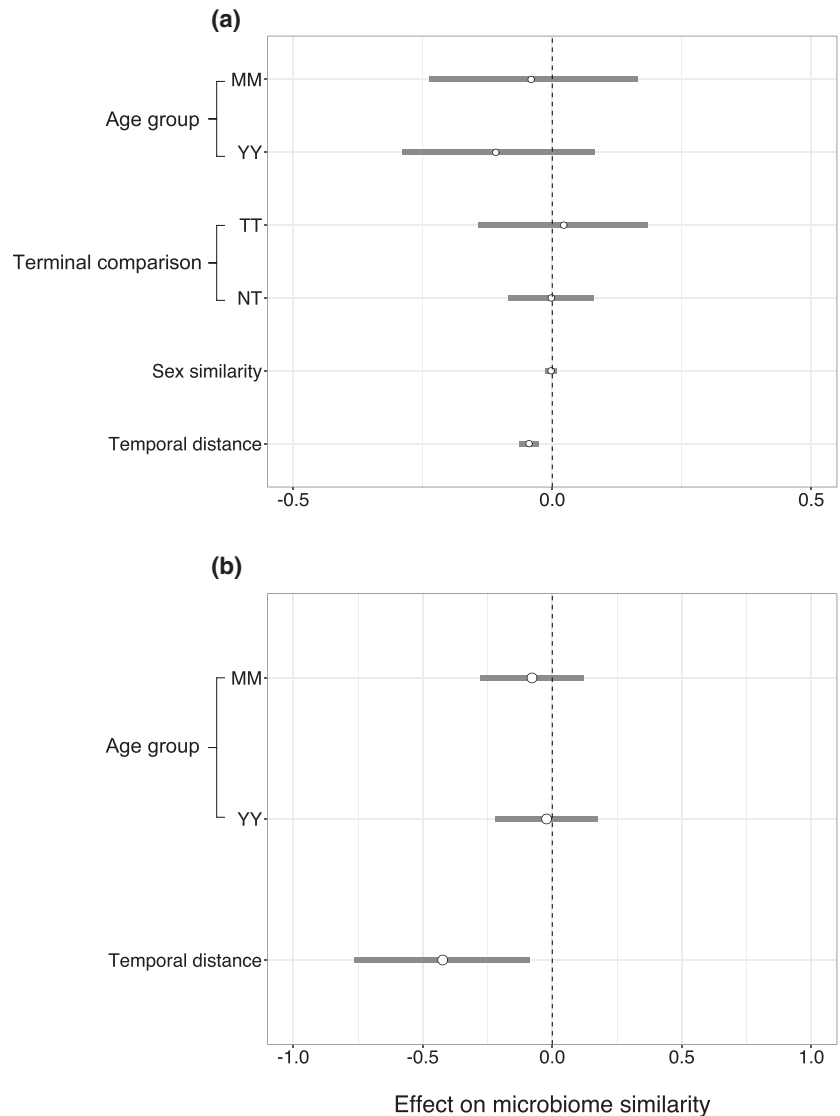 (a)
MM
Age group
YY
TT
Terminal comparison
NT
Sex similarity
Temporal distance
-0.5 0.0 0.5
(b)
MM
Age group
YY
Temporal distance
-1.0 -0.5 0.0 0.5 1.0
Effect on microbiome similarity